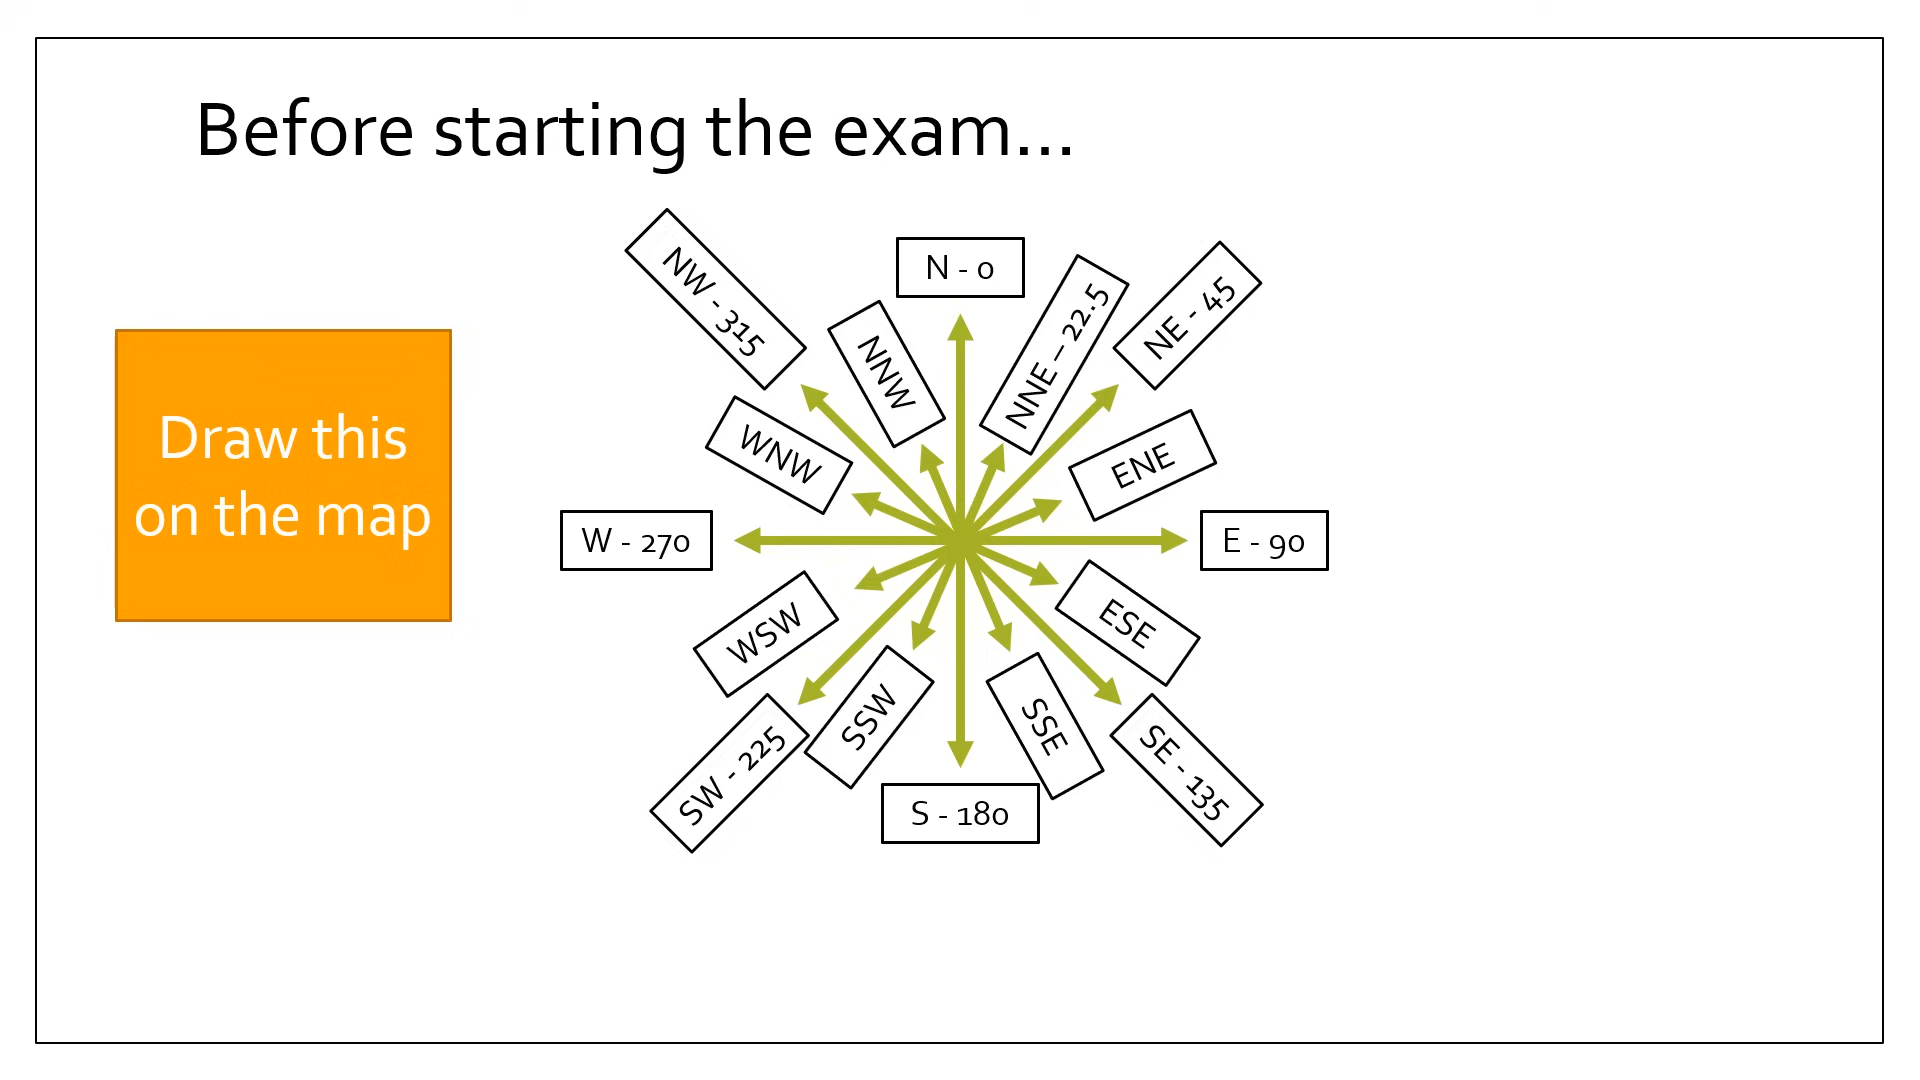 Before starting the exam...
Draw this
on the map
N - 0
NNE – 22.5
NE - 45
ENE
E - 90
ESE
SE - 135
SSE
S - 180
SSW
SW - 225
WSW
W - 270
WNW
NW - 315
NNW